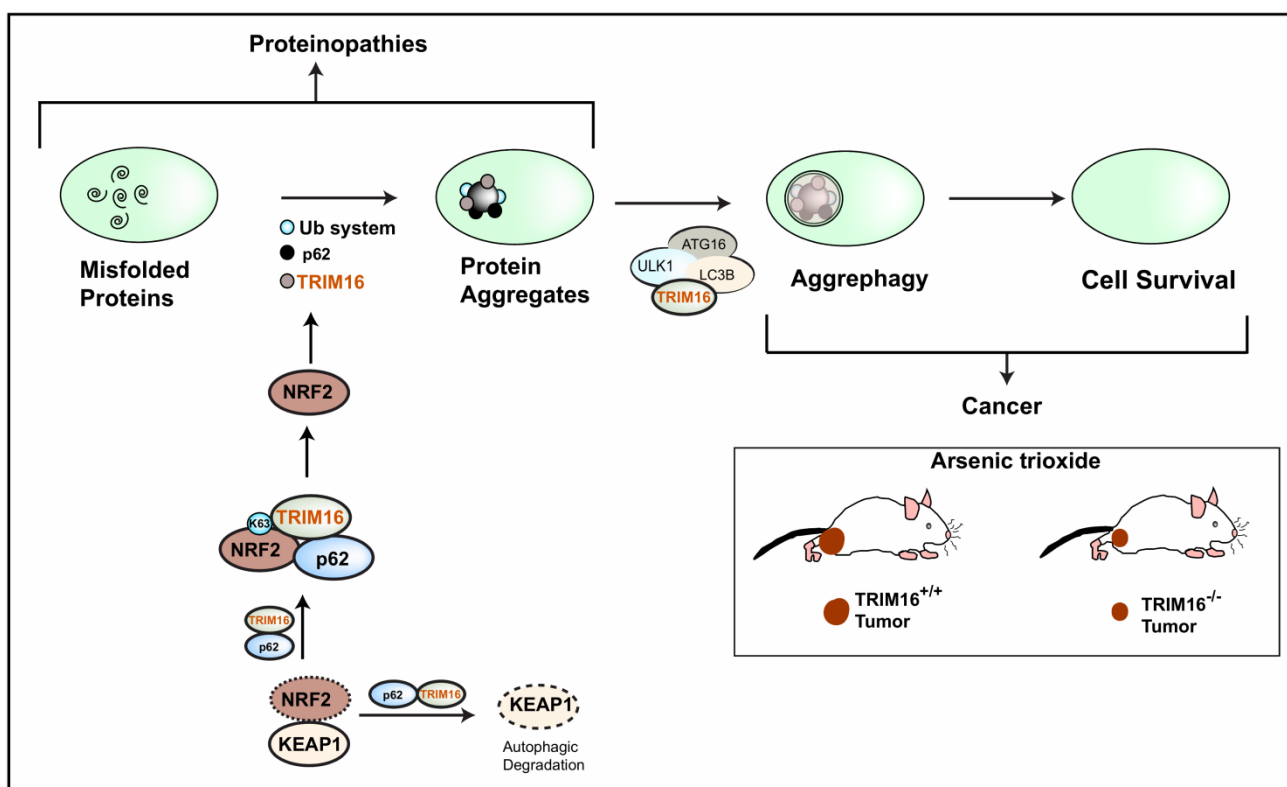 Proteinopathies
Misfolded
Proteins
Ub system
p62
TRIM16
Protein
Aggregates
ATG16
ULK1
LC3B
TRIM16
Aggrephagy
Cell Survival
NRF2
Cancer
K63
TRIM16
NRF2
p62
TRIM16
p62
NRF2
KEAP1
p62
TRIM16
KEAP1
Autophagic
Degradation
Arsenic trioxide
TRIM16+/+
Tumor
TRIM16-/-
Tumor